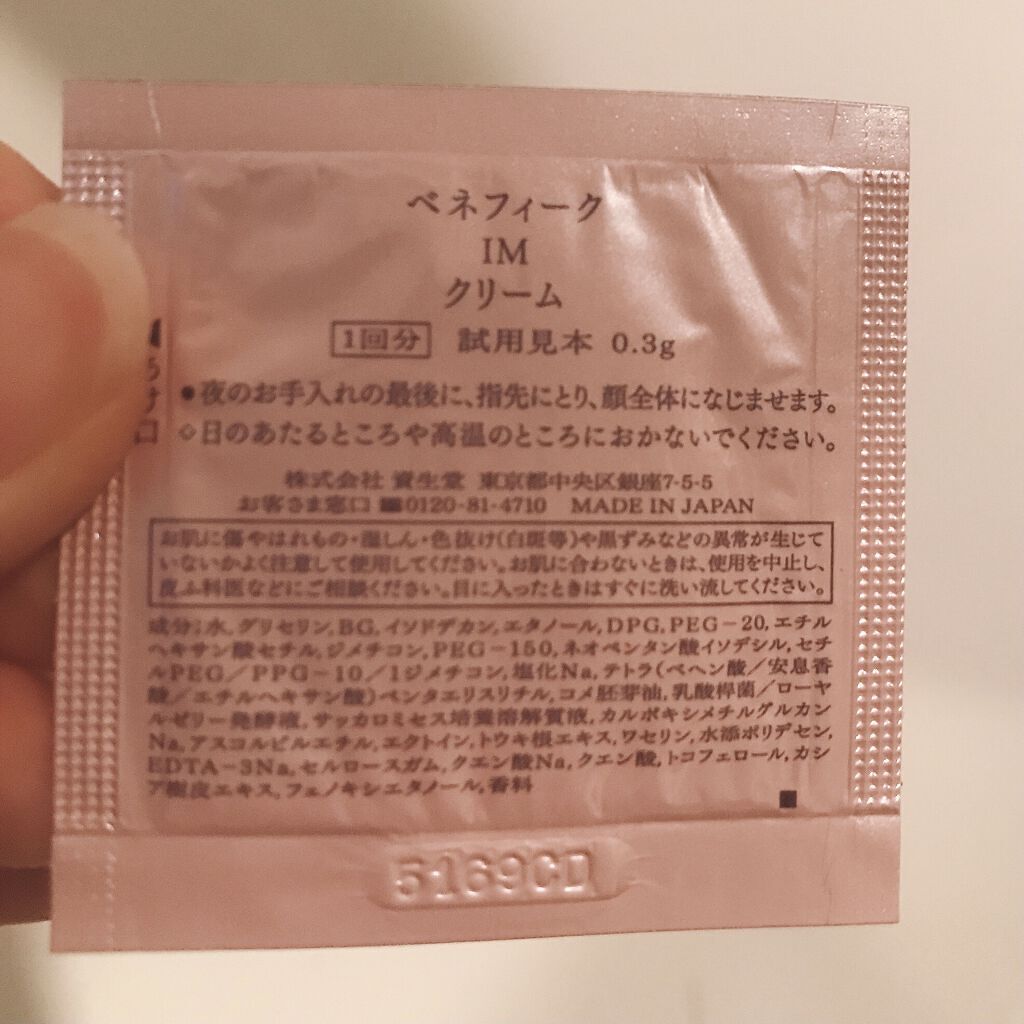 ベネフィーク
IM
クリーム
1回分 試用見本 0.3g
あけ口
●夜のお手入れの最後に、指先にとり、顔全体になじませます。
◇日のあたるところや高温のところにおかないでください。
株式会社 資生堂 東京都中央区銀座7-5-5
お客さま窓口 ☎0120-81-4710 MADE IN JAPAN
お肌に傷やはれもの・湿しん・色抜け(白斑等)や黒ずみなどの異常が生じて
いないかよく注意して使用してください。お肌に合わないときは、使用を中止し、
皮ふ科医などにご相談ください。目に入ったときはすぐに洗い流してください。
成分:水,グリセリン,BG,イソドデカン,エタノール,DPG,PEG-20,エチル
ヘキサン酸セチル,ジメチコン,PEG-150,ネオペンタン酸イソデシル,セチ
ルPEG/PPG-10/1ジメチコン,塩化Na,テトラ(ベヘン酸/安息香
酸/エチルヘキサン酸)ペンタエリスリチル,コメ胚芽油,乳酸桿菌/ローヤ
ルゼリー発酵液,サッカロミセス培養溶解質液,カルボキシメチルグルカン
Na,アスコルビルエチル,エクトイン,トウキ根エキス,ワセリン,水添ポリデセン,
EDTA-3Na,セルロースガム,クエン酸Na,クエン酸,トコフェロール,カシ
ア樹皮エキス,フェノキシエタノール,香料
5169CD